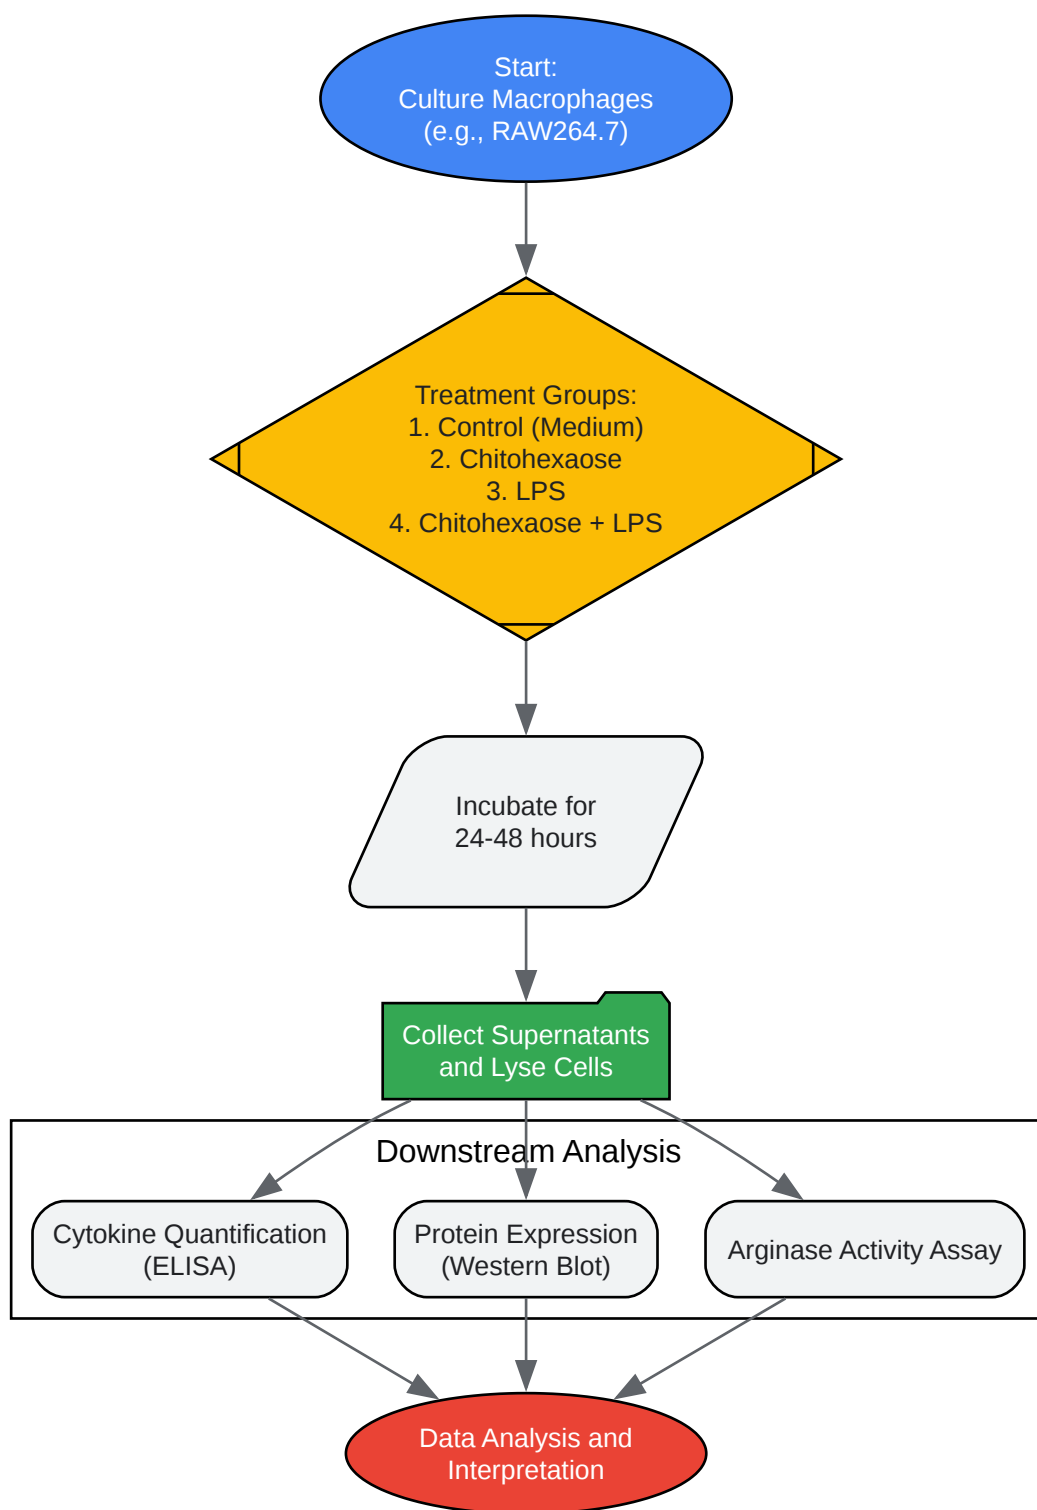 Start:
Culture Macrophages
(e.g., RAW264.7)
Treatment Groups:
1. Control (Medium)
2. Chitohexaose
3. LPS
4. Chitohexaose + LPS
Incubate for
24-48 hours
Collect Supernatants
and Lyse Cells
Downstream Analysis
Cytokine Quantification
(ELISA)
Protein Expression
(Western Blot)
Arginase Activity Assay
Data Analysis and
Interpretation